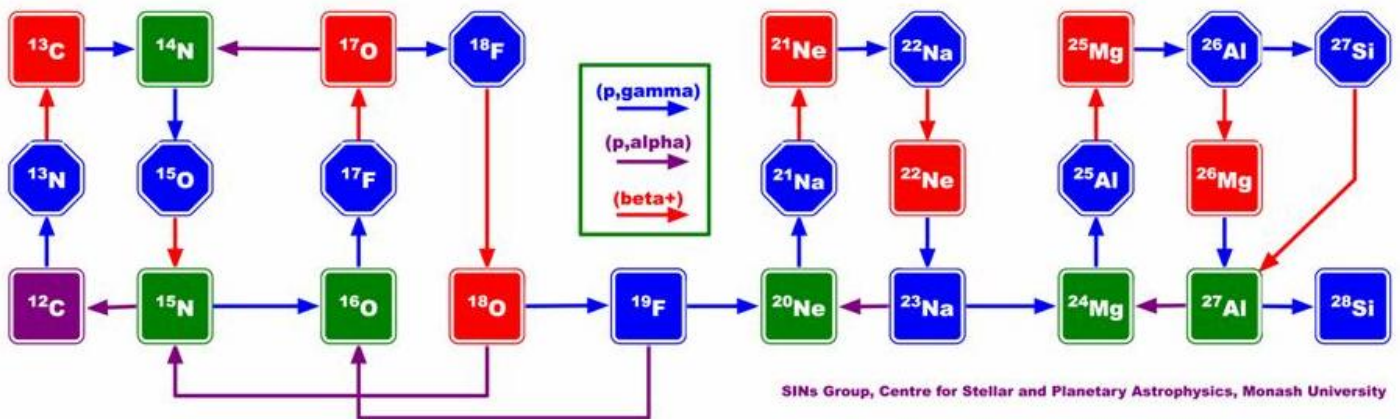 ¹³C ¹⁴N ¹⁷O ¹⁸F ²¹Ne ²²Na ²⁵Mg ²⁶Al ²⁷Si
(p,gamma)
(p,alpha)
(beta+)
¹³N ¹⁵O ¹⁷F ²¹Na ²²Ne ²⁵Al ²⁶Mg
¹²C ¹⁵N ¹⁶O ¹⁸O ¹⁹F ²⁰Ne ²³Na ²⁴Mg ²⁷Al ²⁸Si
SINs Group, Centre for Stellar and Planetary Astrophysics, Monash University